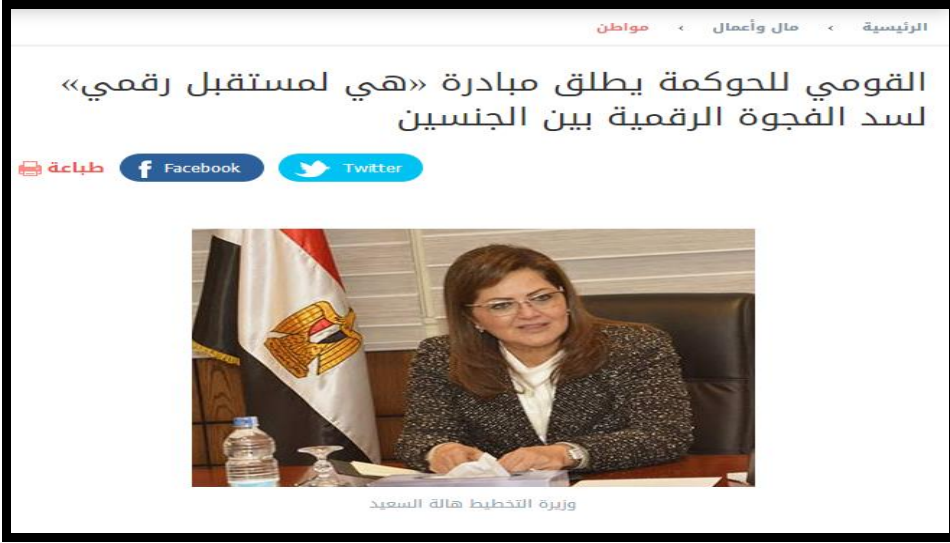 الرئيسية › مال وأعمال › مواطن
القومي للحوكمة يطلق مبادرة «هي لمستقبل رقمي»
لسد الفجوة الرقمية بين الجنسين
Twitter Facebook طباعة
وزيرة التخطيط هالة السعيد